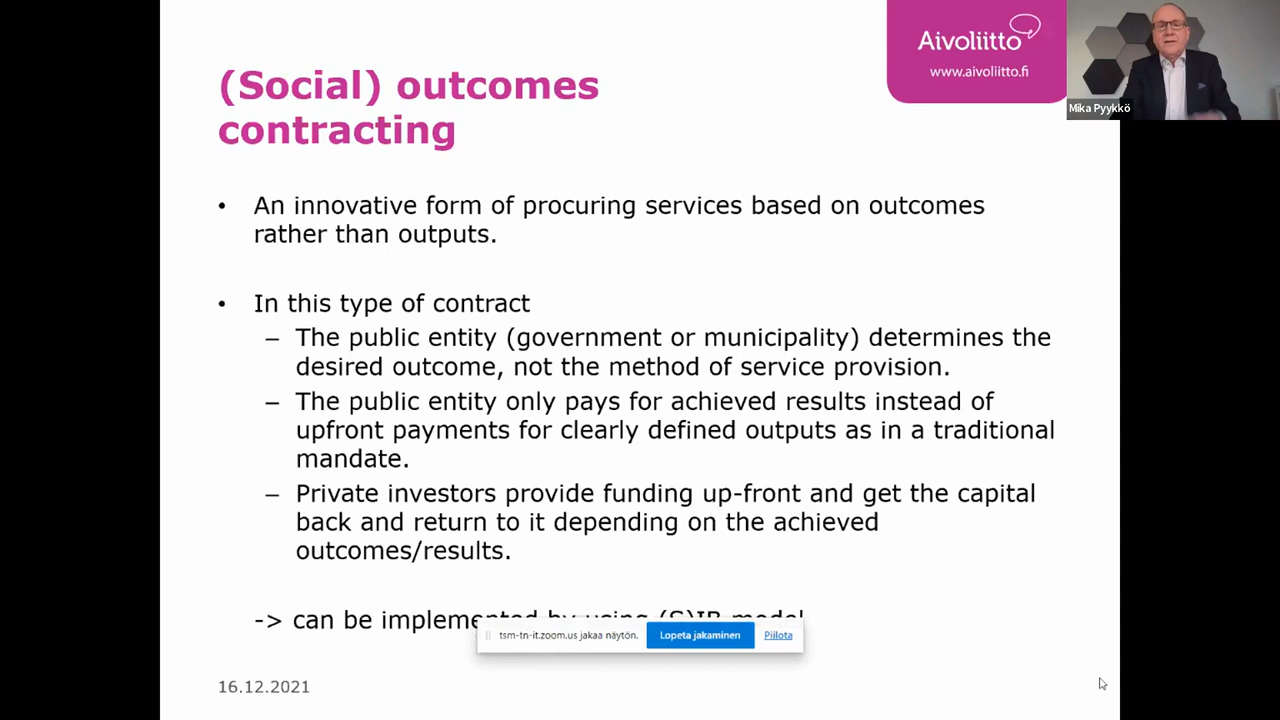 Aivoliitto
www.aivoliitto.fi
Mika Pyykkö
(Social) outcomes
contracting
• An innovative form of procuring services based on outcomes
rather than outputs.
• In this type of contract
– The public entity (government or municipality) determines the
desired outcome, not the method of service provision.
– The public entity only pays for achieved results instead of
upfront payments for clearly defined outputs as in a traditional
mandate.
– Private investors provide funding up-front and get the capital
back and return to it depending on the achieved
outcomes/results.
-> can be implemented by using (S)IB model
tsm-tn-it.zoom.us jakaa näytön. Lopeta jakaminen Piilota
16.12.2021